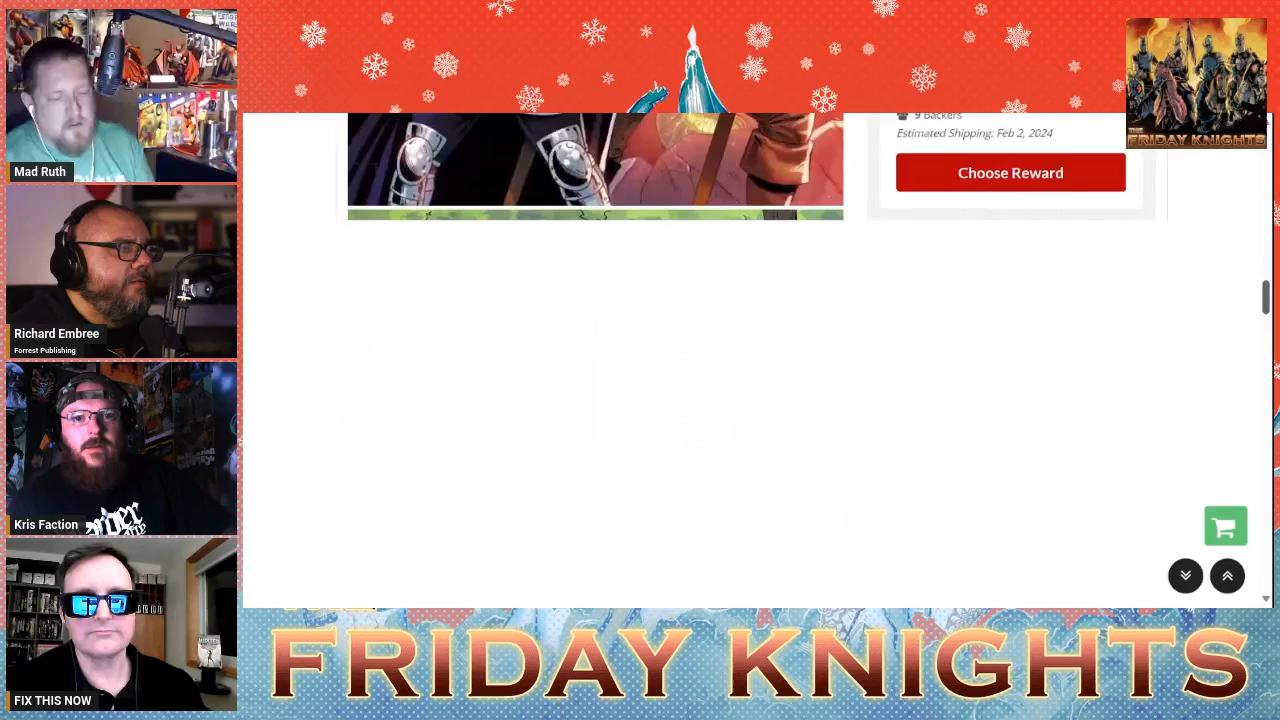 Mad Ruth
Richard Embree
Forrest Publishing
Kris Faction
FIX THIS NOW
9 Backers
Estimated Shipping: Feb 2, 2024
Choose Reward
THE
FRIDAY KNIGHTS
FRIDAY KNIGHTS